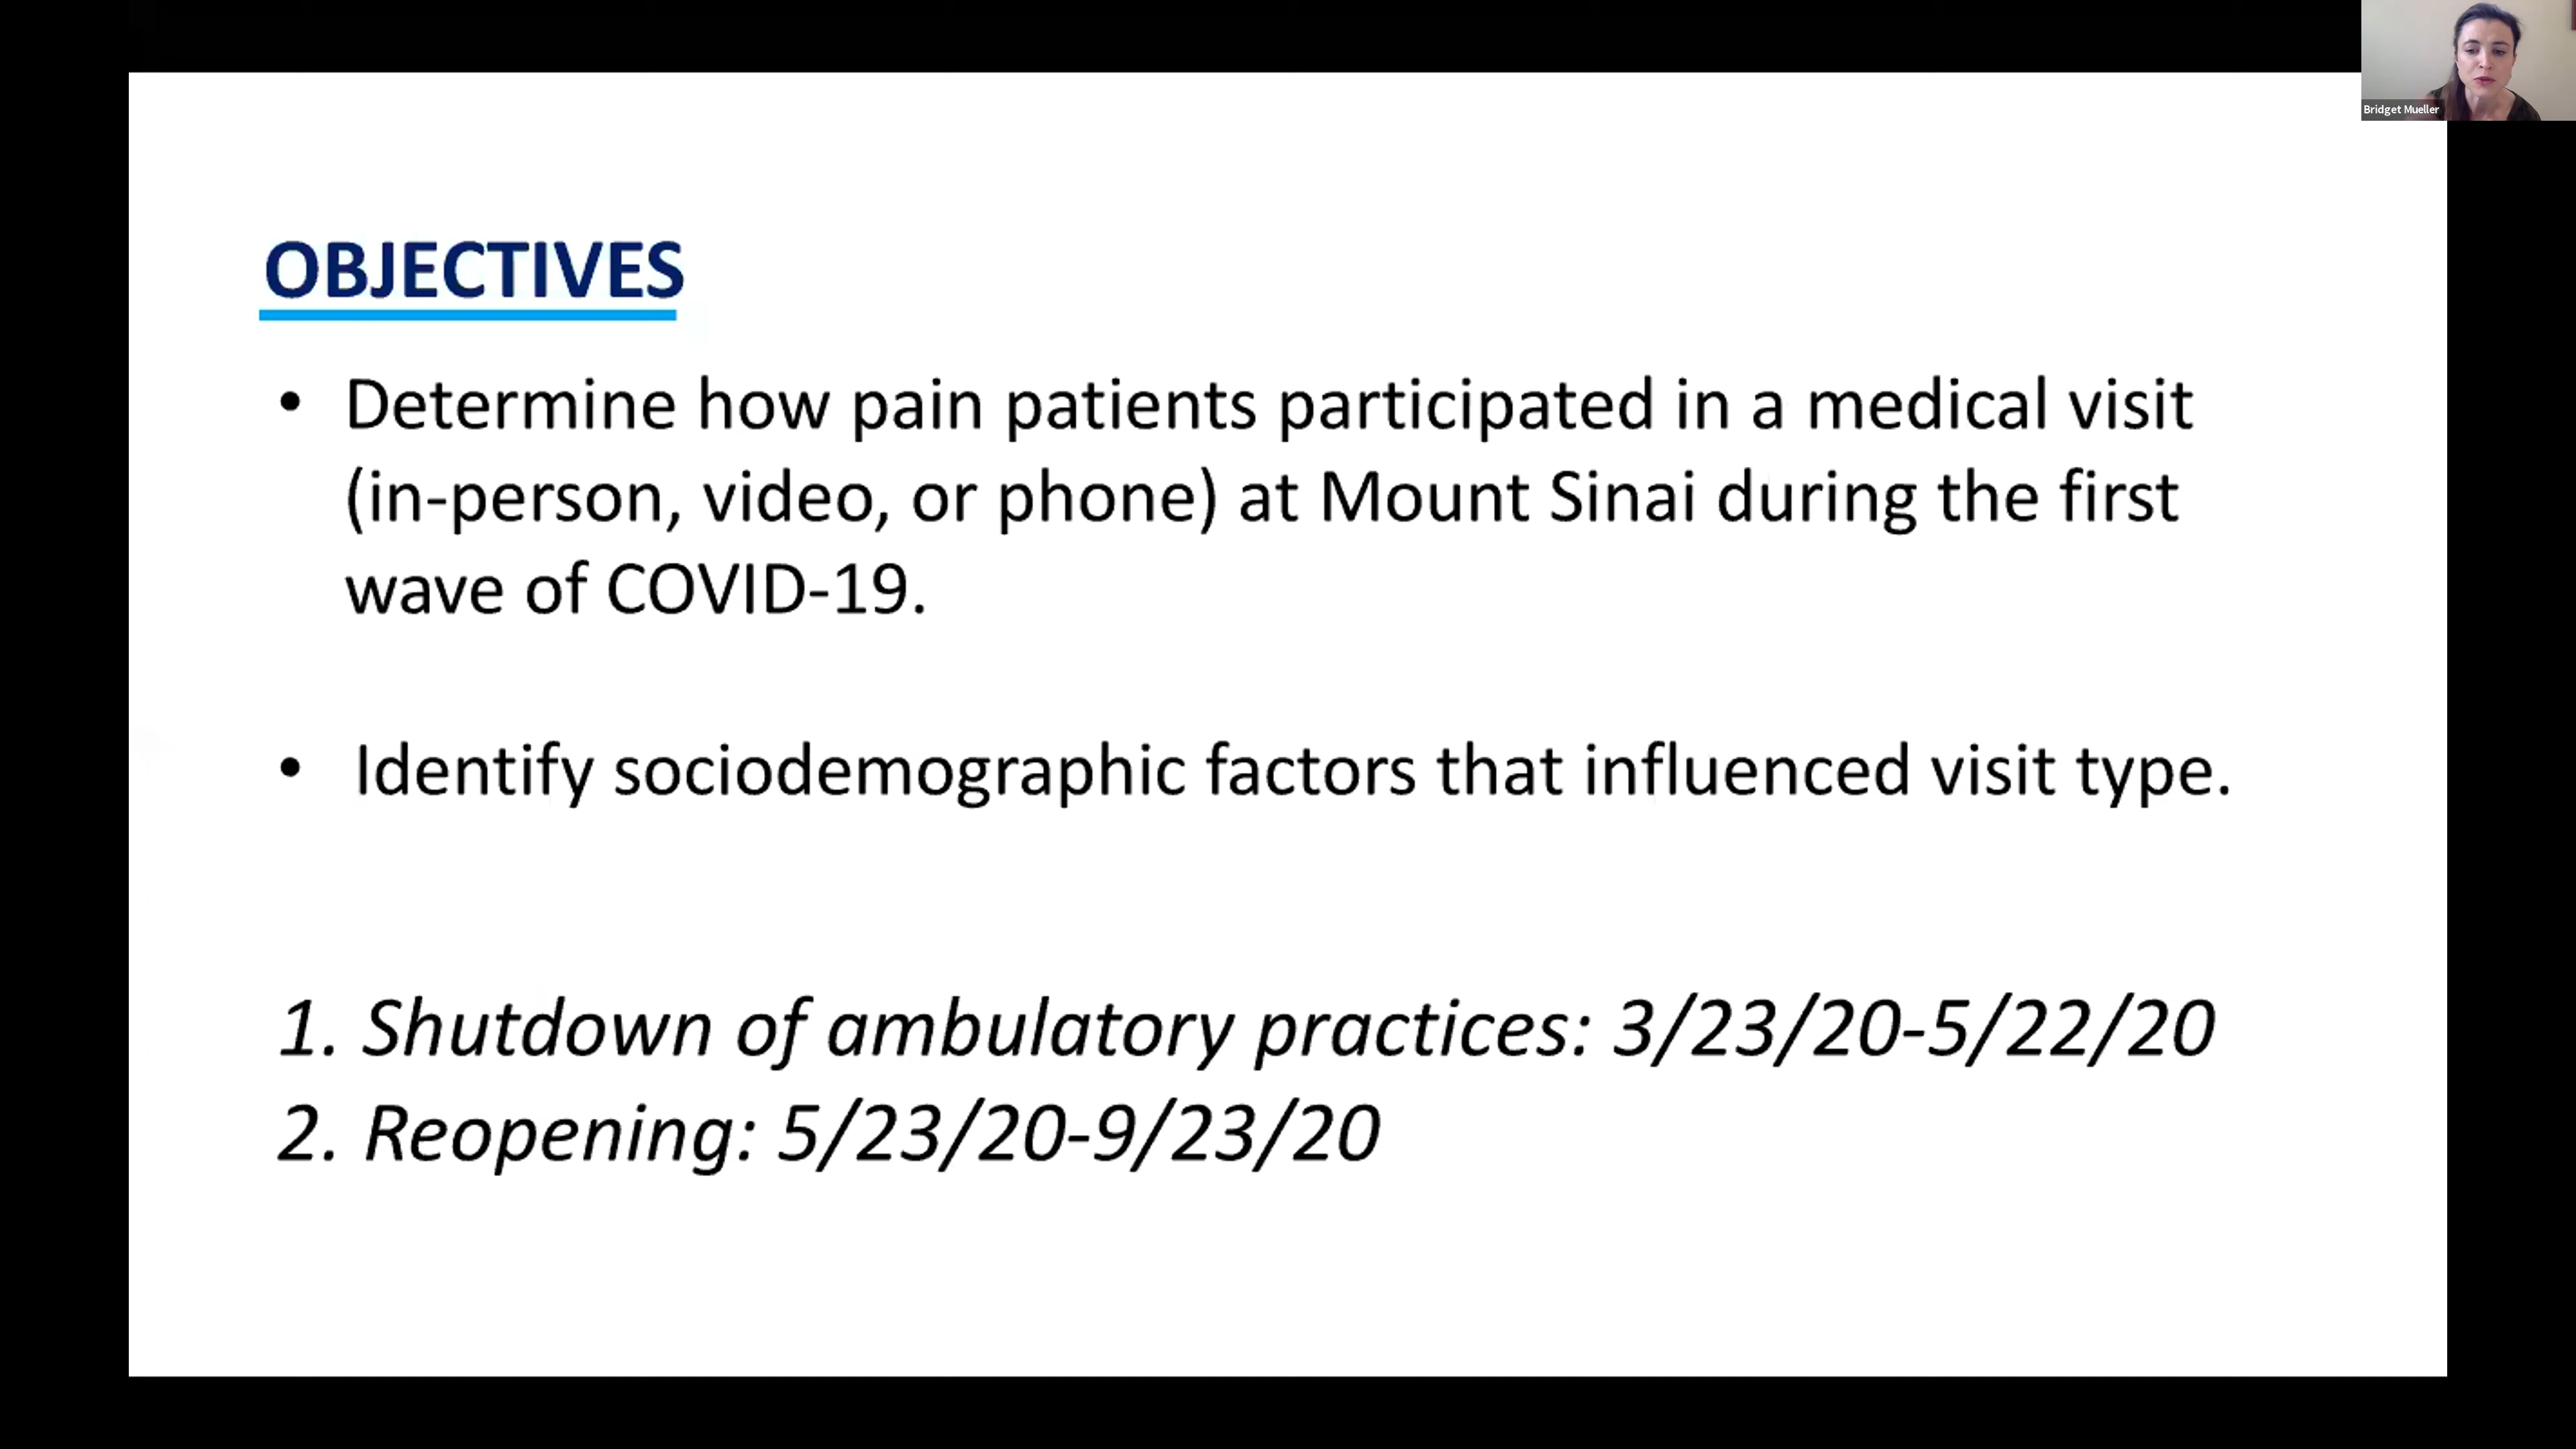 Bridget Mueller
OBJECTIVES
• Determine how pain patients participated in a medical visit
(in-person, video, or phone) at Mount Sinai during the first
wave of COVID-19.
• Identify sociodemographic factors that influenced visit type.
1. Shutdown of ambulatory practices: 3/23/20-5/22/20
2. Reopening: 5/23/20-9/23/20